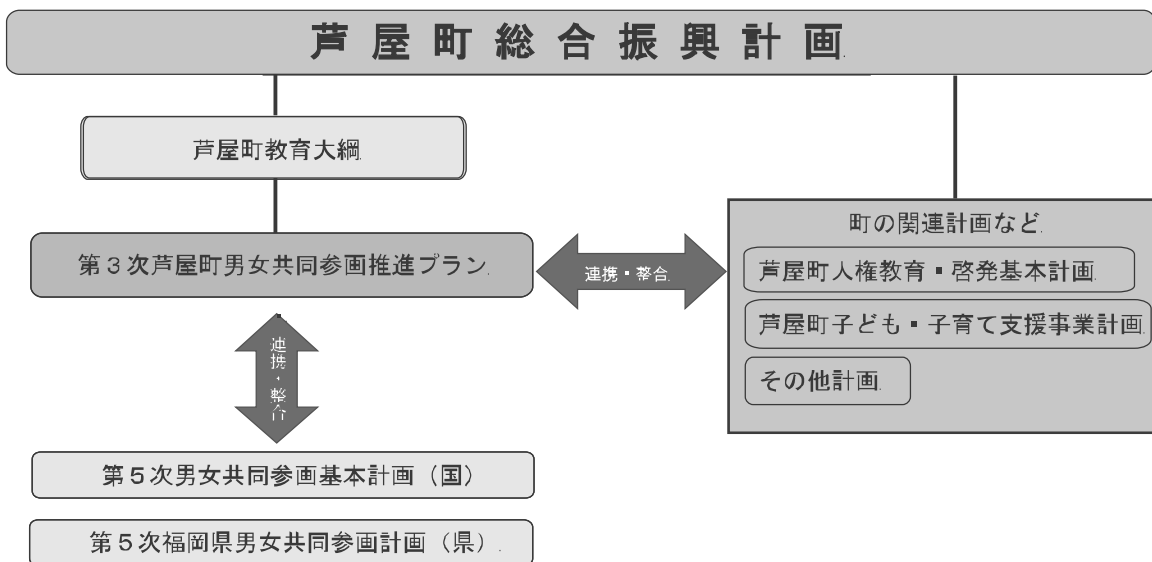 芦屋町総合振興計画
芦屋町教育大綱
第3次芦屋町男女共同参画推進プラン
連携・整合
町の関連計画など
芦屋町人権教育・啓発基本計画
芦屋町子ども・子育て支援事業計画
その他計画
連携・整合
第5次男女共同参画基本計画（国）
第5次福岡県男女共同参画計画（県）